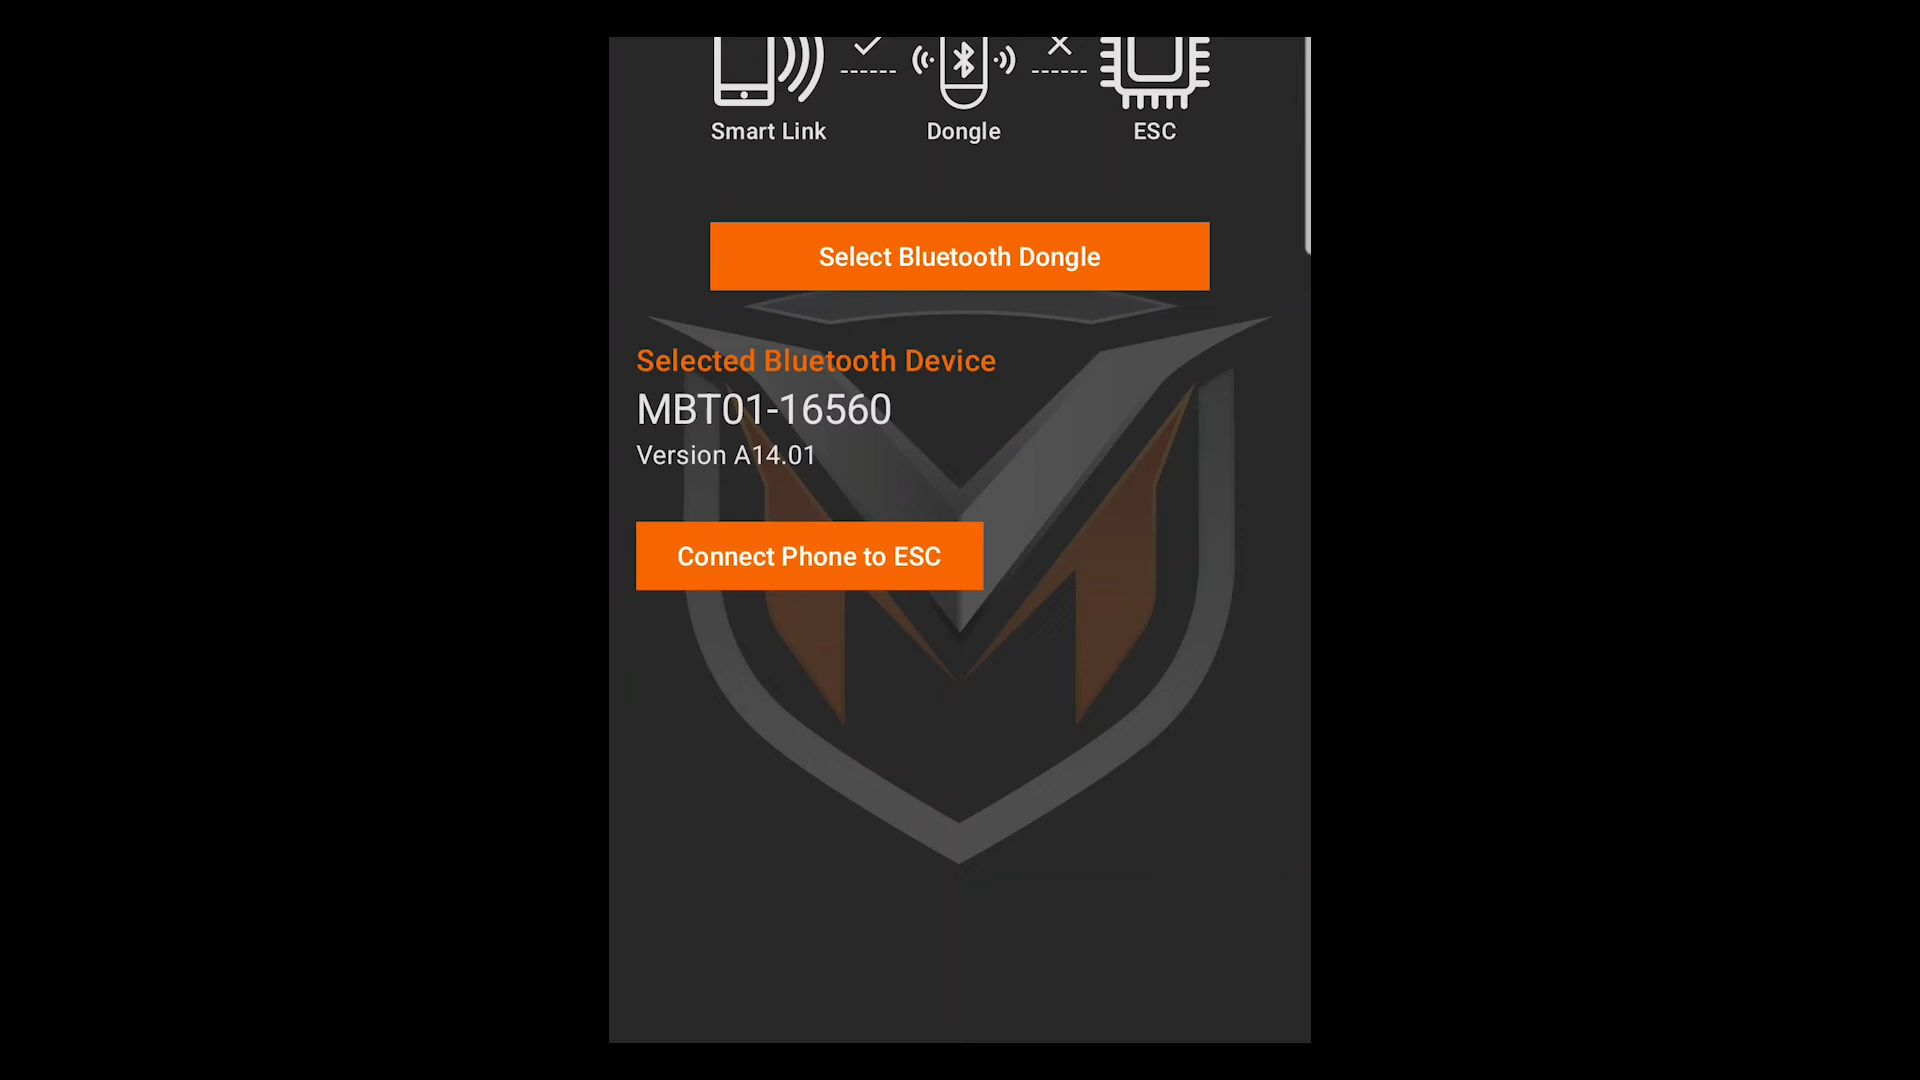 Smart Link Dongle ESC
Select Bluetooth Dongle
Selected Bluetooth Device
MBT01-16560
Version A14.01
Connect Phone to ESC